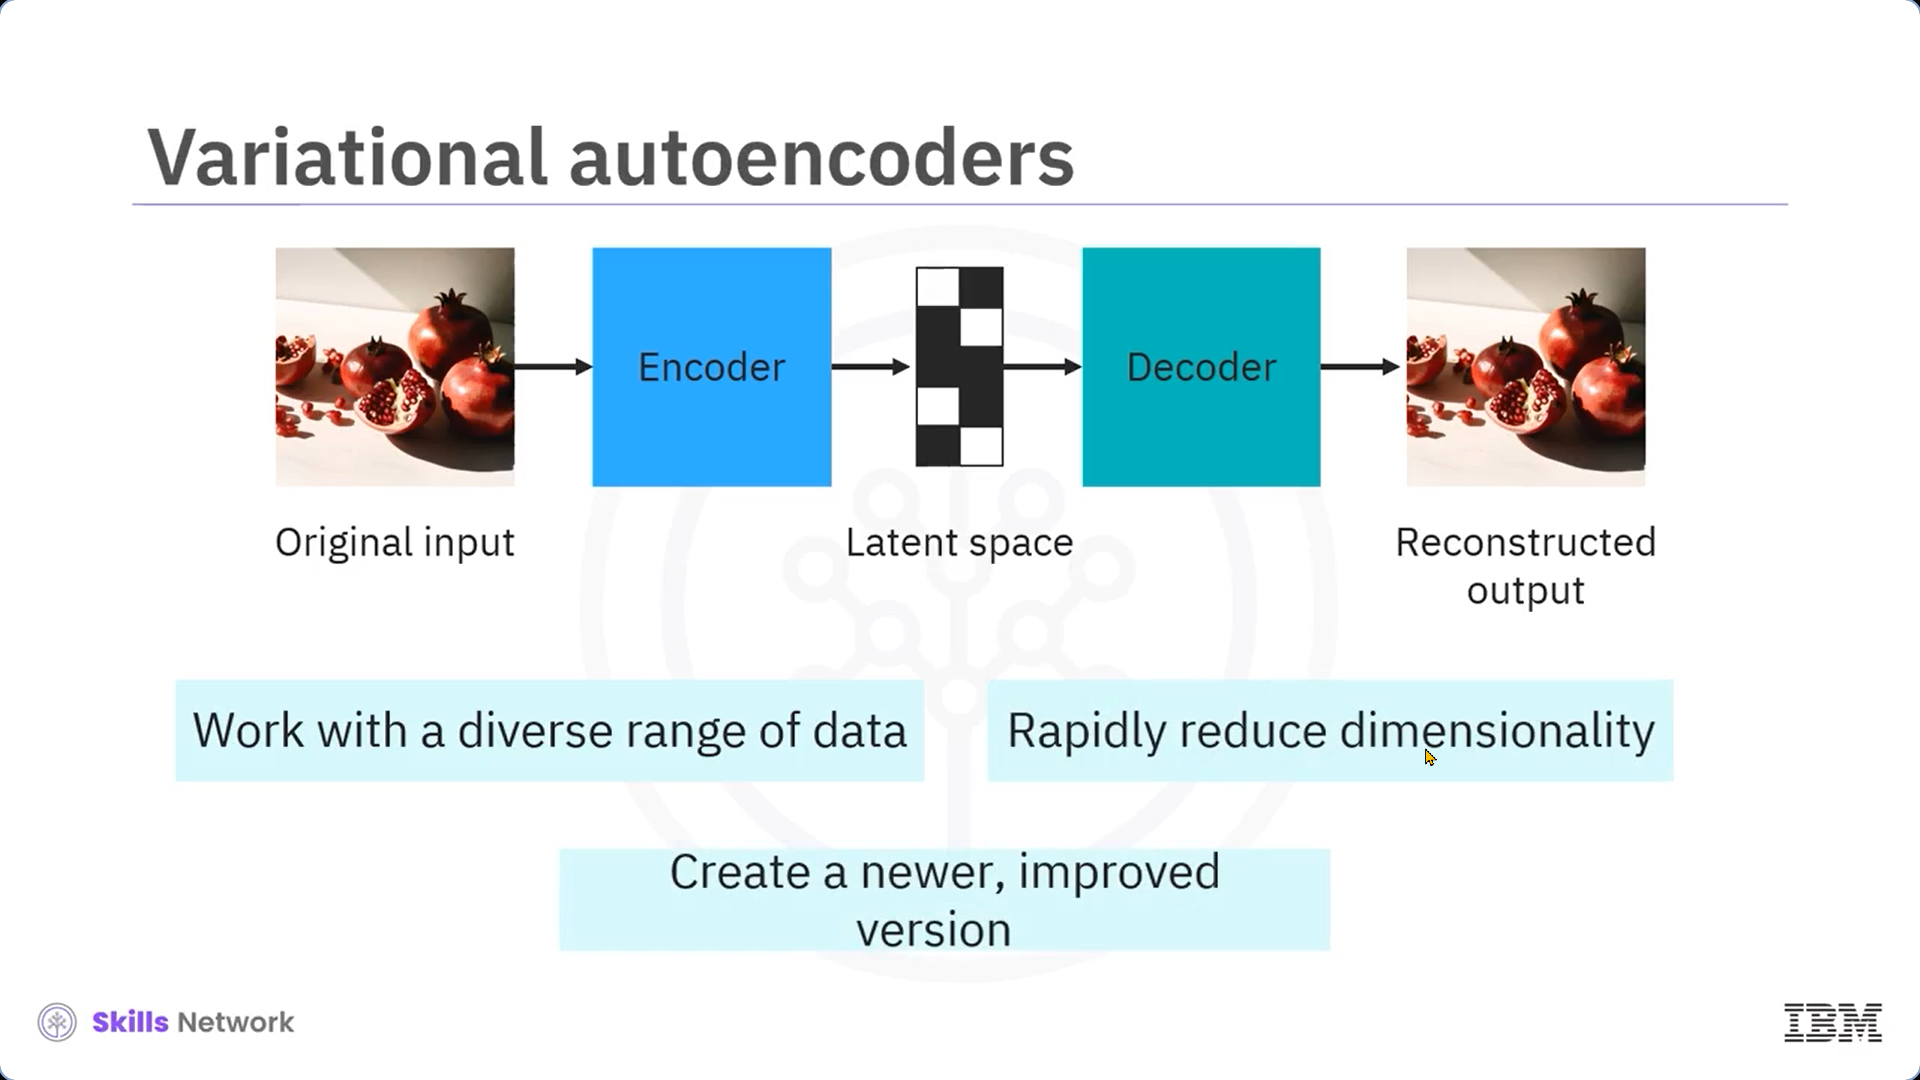 Variational autoencoders
Encoder
Decoder
Original input
Latent space
Reconstructed
output
Work with a diverse range of data
Rapidly reduce dimensionality
Create a newer, improved
version
Skills Network
IBM